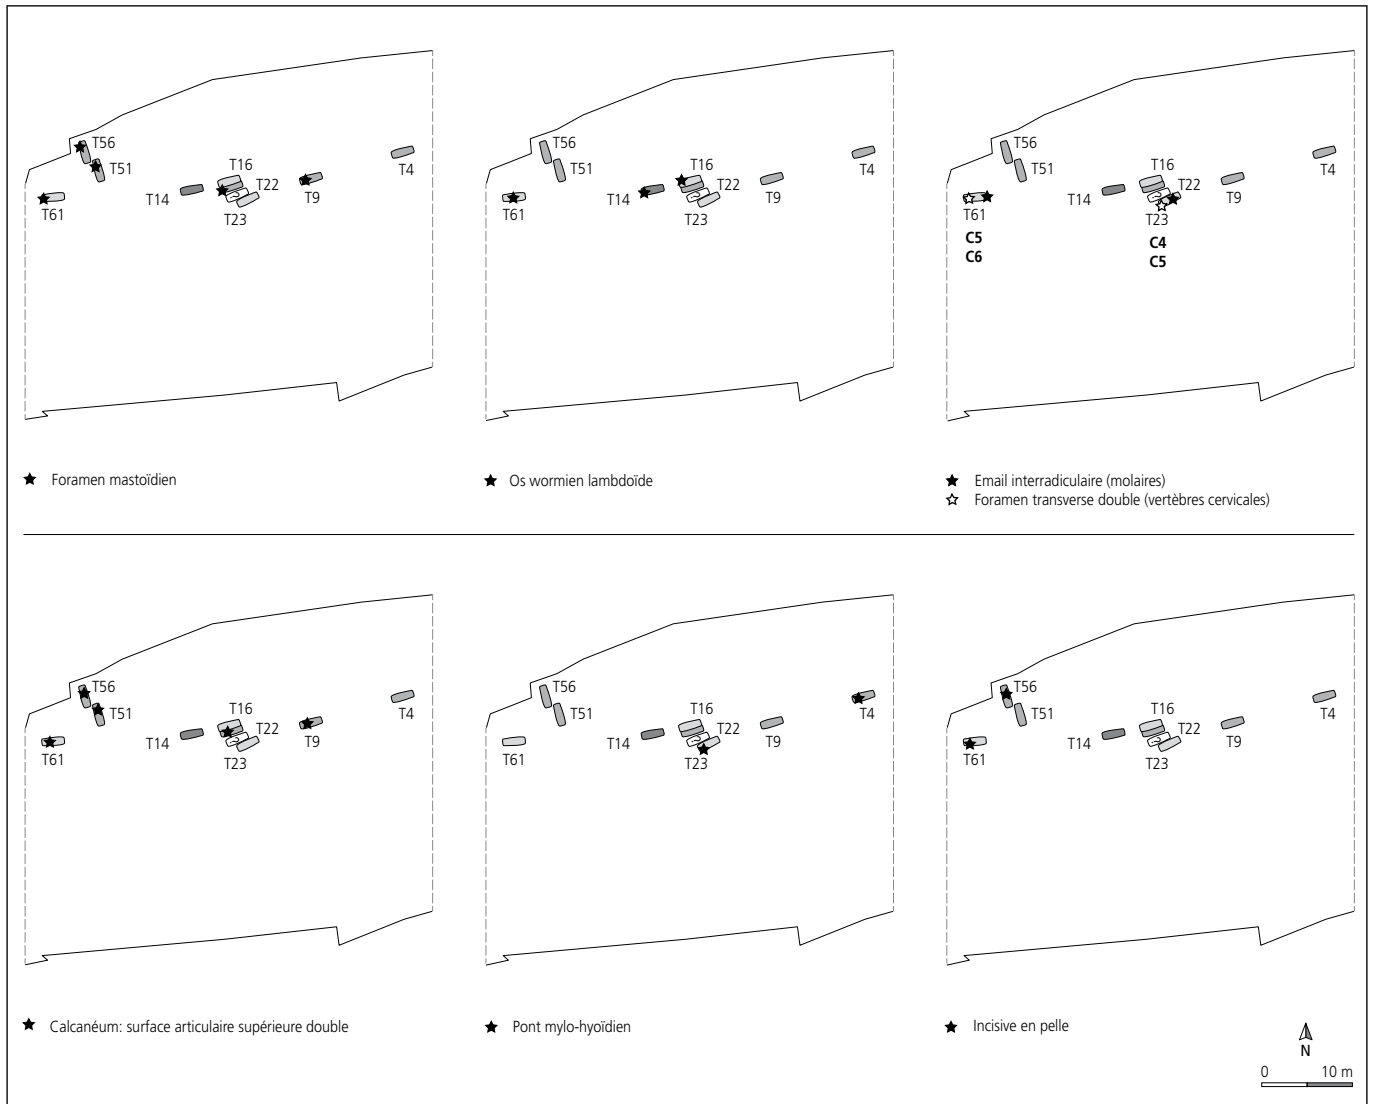 T56
T51
T61
T14
T16
T22
T23
T9
T4
★ Foramen mastoïdien
T56
T51
T61
T14
T16
T22
T23
T9
T4
★ Os wormien lambdoïde
T56
T51
T61
C5
C6
T14
T16
T22
T23
C4
C5
T9
T4
★ Email interradiculaire (molaires)
☆ Foramen transverse double (vertèbres cervicales)
T56
T51
T61
T14
T16
T22
T23
T9
T4
★ Calcanéum: surface articulaire supérieure double
T56
T51
T61
T14
T16
T22
T23
T9
T4
★ Pont mylo-hyoïdien
T56
T51
T61
T14
T16
T22
T23
T9
T4
★ Incisive en pelle
N
0 10 m